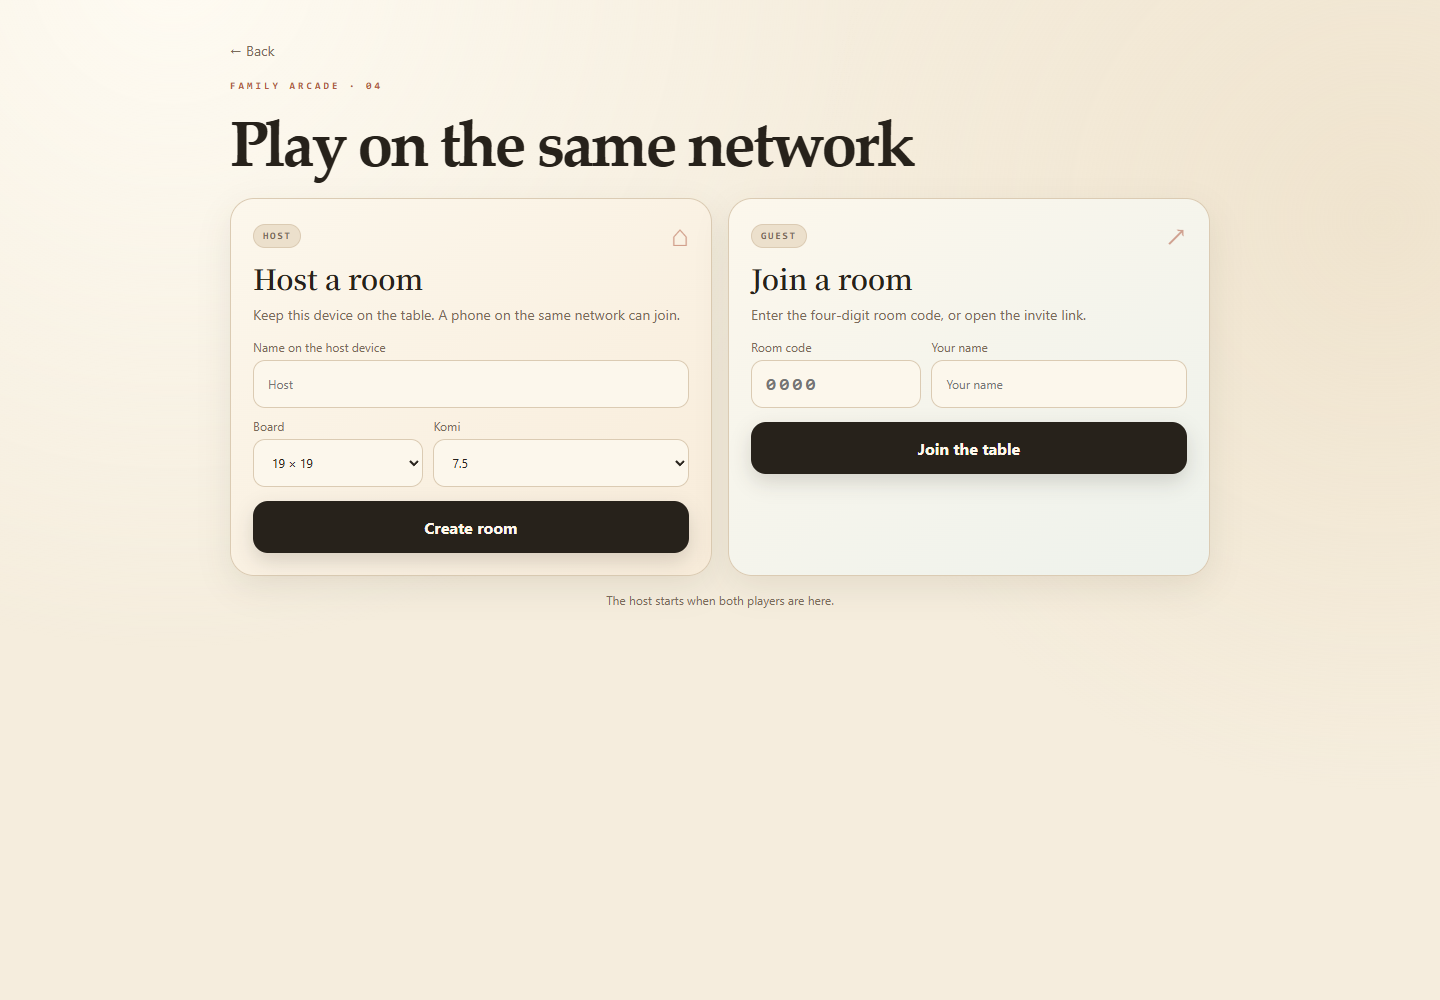 ← Back
FAMILY ARCADE · 04
Play on the same network
HOST
Host a room
Keep this device on the table. A phone on the same network can join.
Name on the host device
Host
Board
Komi
19 × 19
7.5
Create room
GUEST
Join a room
Enter the four-digit room code, or open the invite link.
Room code
Your name
0000
Your name
Join the table
The host starts when both players are here.